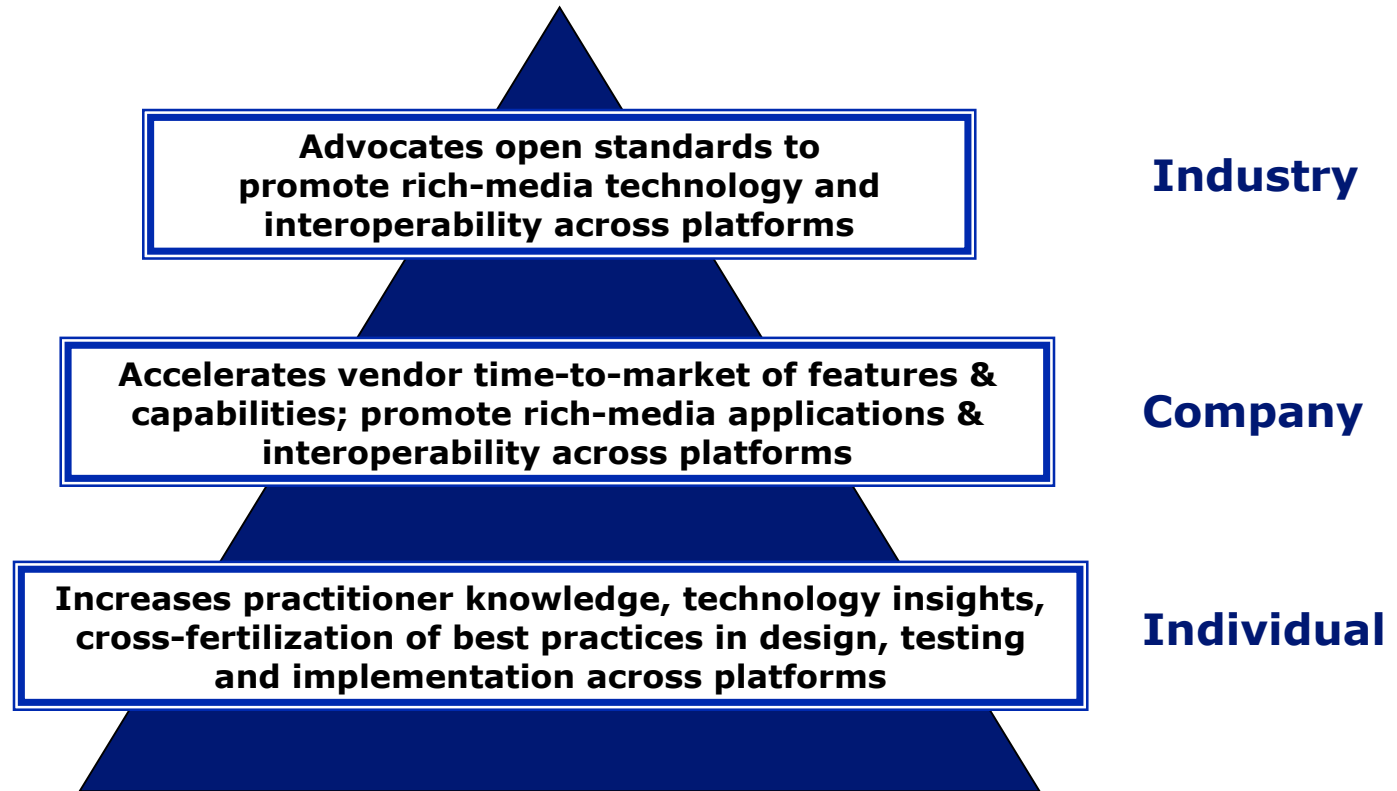 Advocates open standards to
promote rich-media technology and
interoperability across platforms
Industry
Accelerates vendor time-to-market of features &
capabilities; promote rich-media applications &
interoperability across platforms
Company
Increases practitioner knowledge, technology insights,
cross-fertilization of best practices in design, testing
and implementation across platforms
Individual